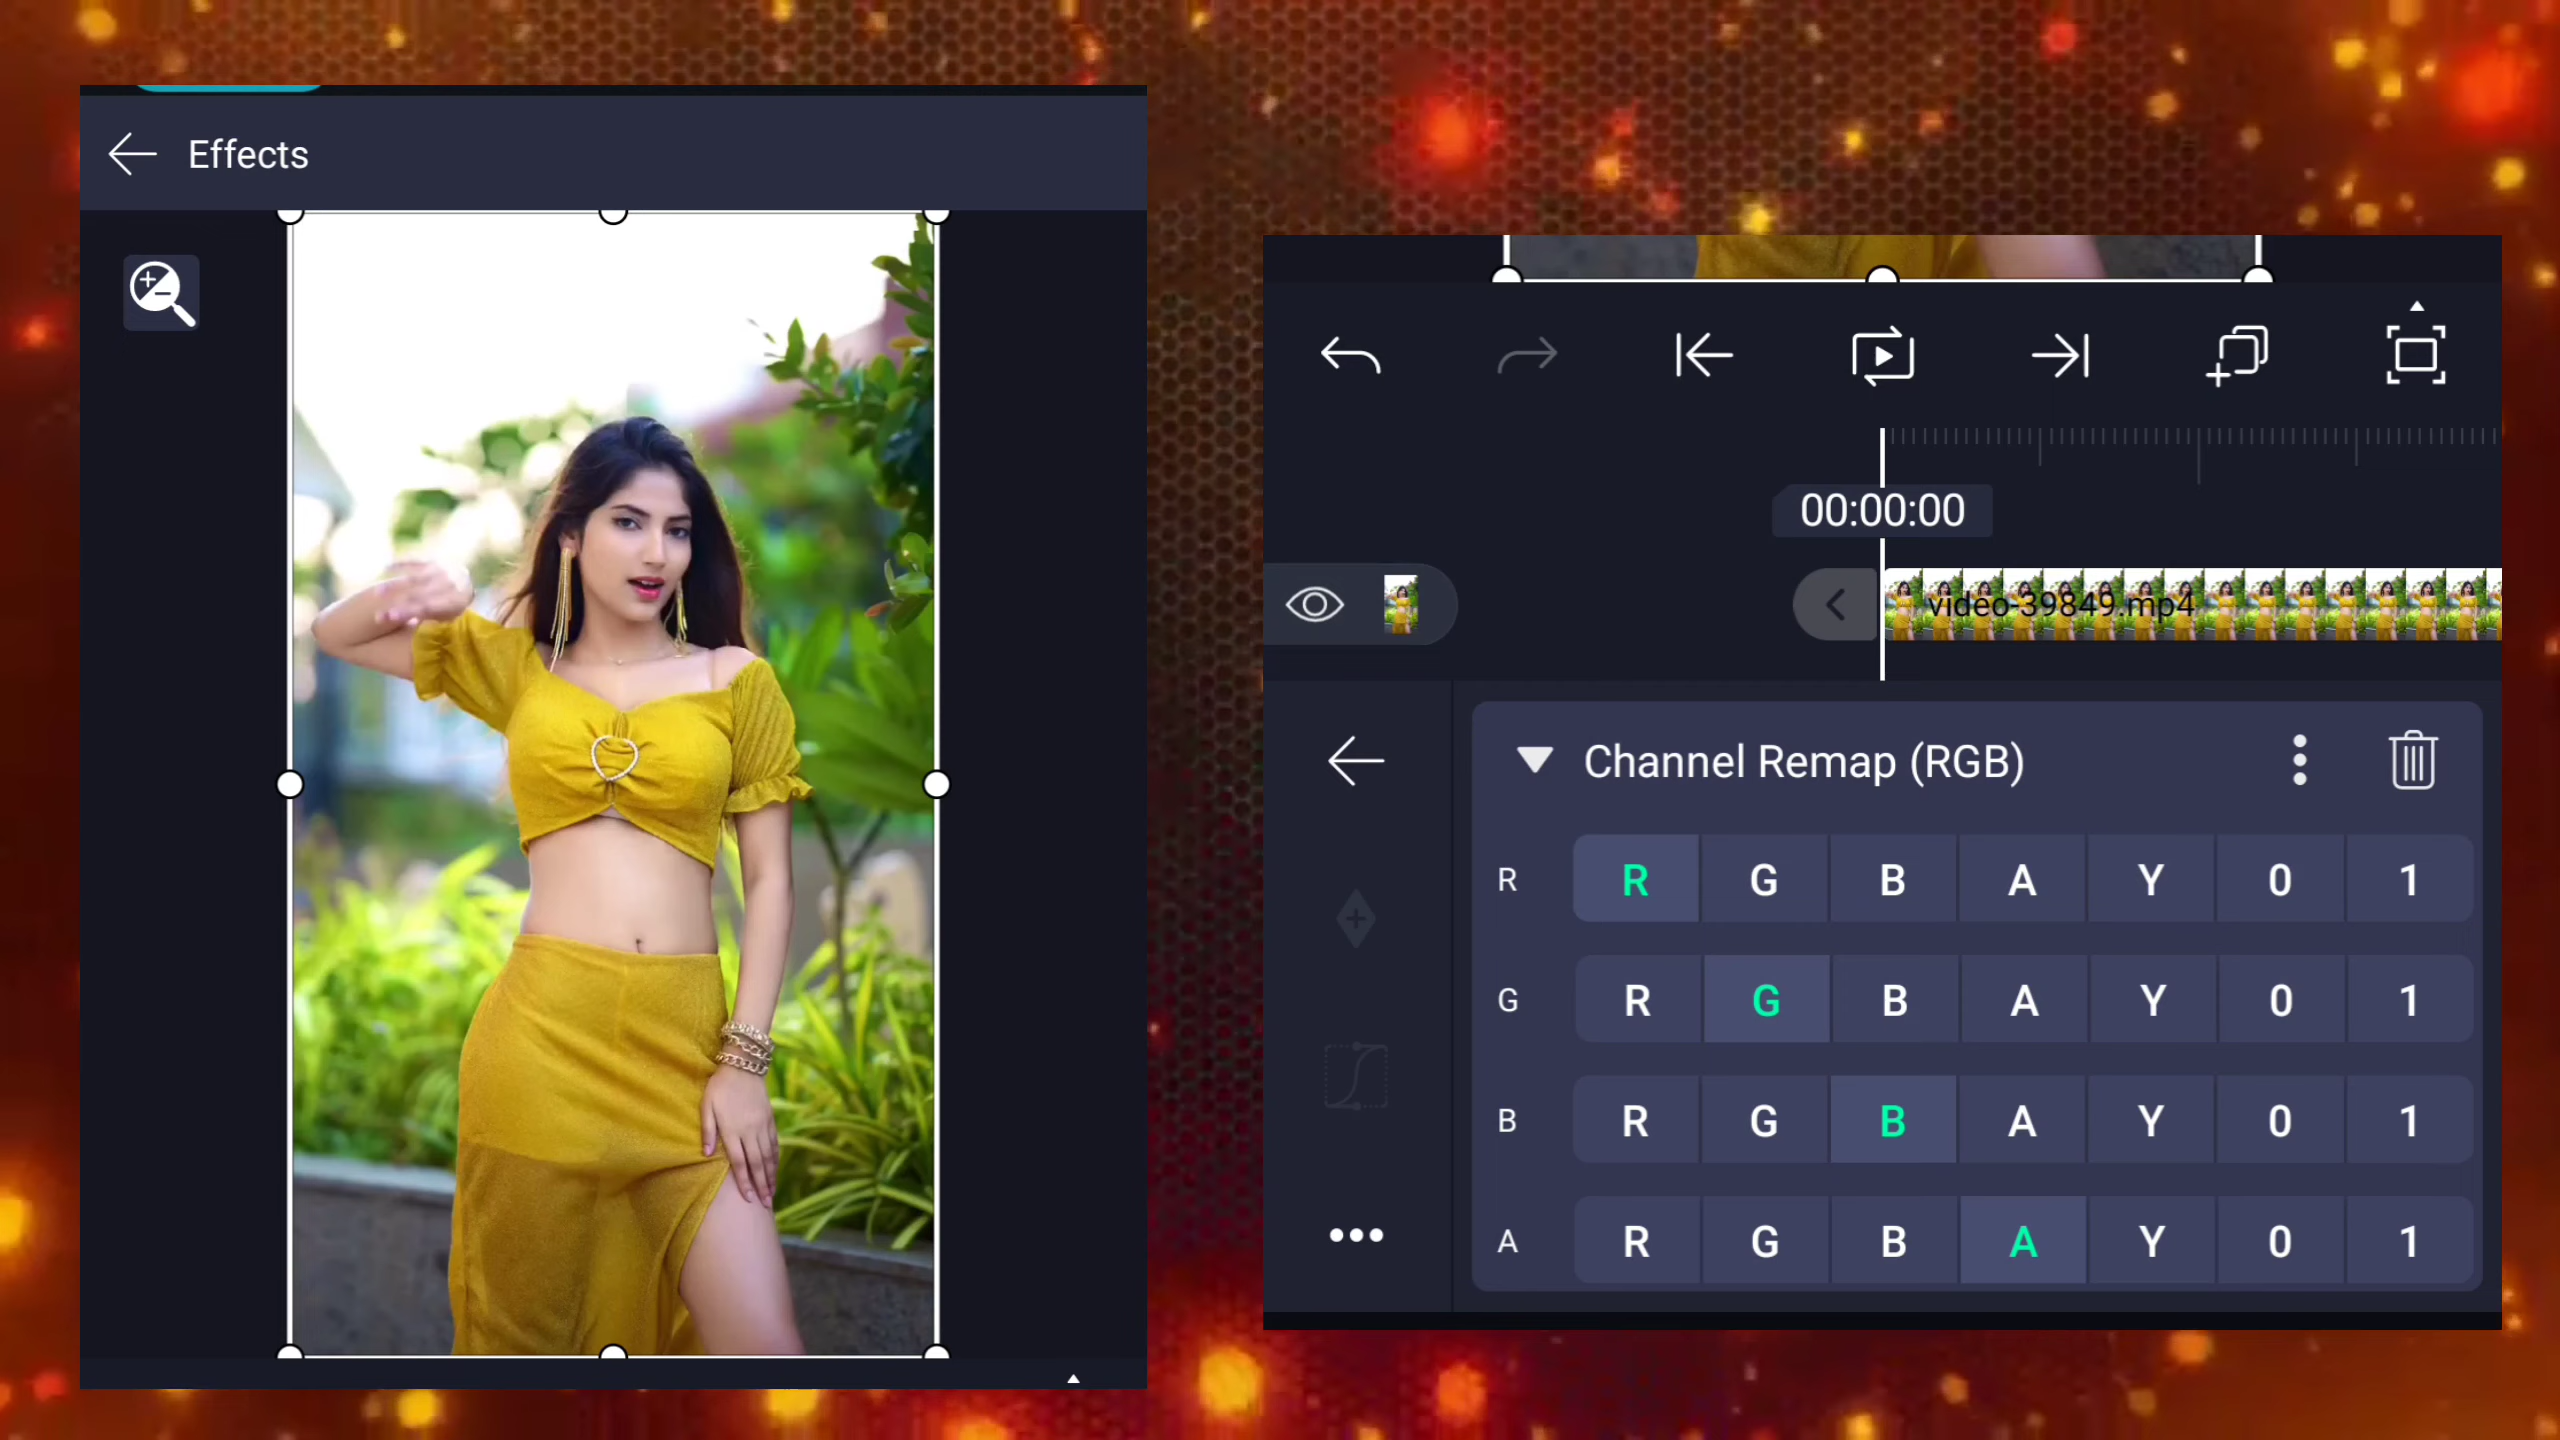 Effects
00:00:00
video-39849.mp4
Channel Remap (RGB)
R R G B A Y 0 1
G R G B A Y 0 1
B R G B A Y 0 1
A R G B A Y 0 1